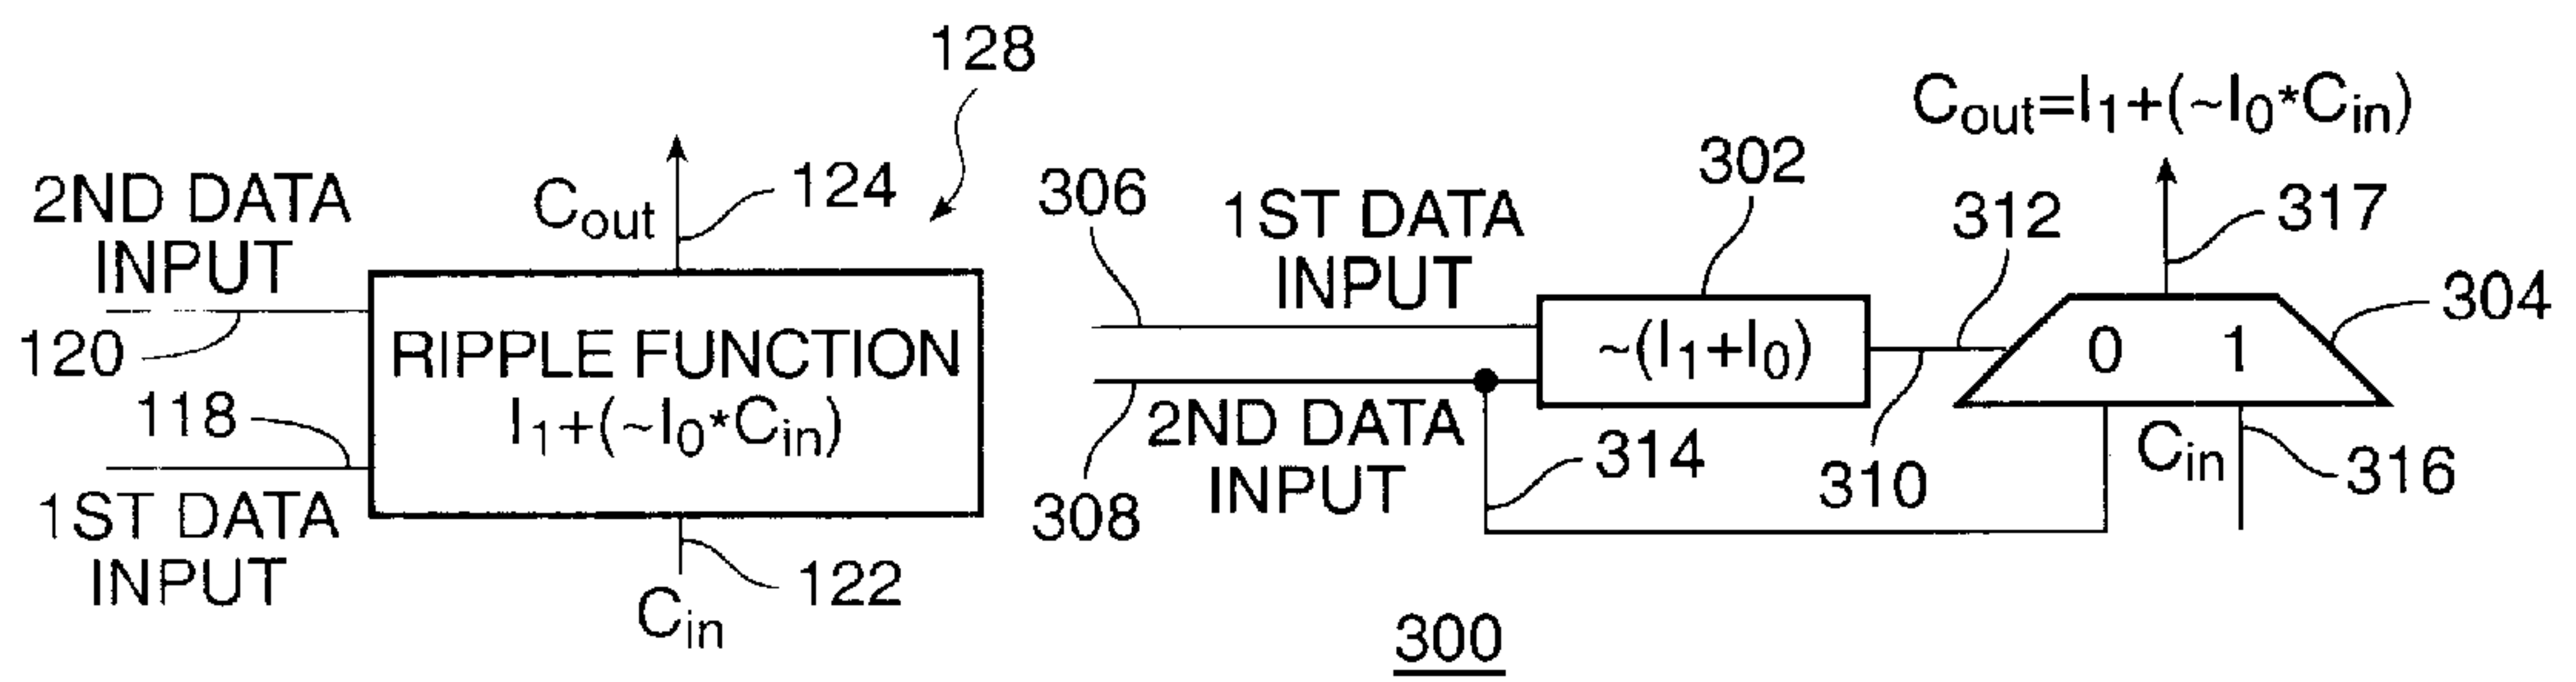 128
2ND DATA
INPUT
120
118
1ST DATA
INPUT
Cout
124
RIPPLE FUNCTION
I1+(~I0*Cin)
Cin
122
306
1ST DATA
INPUT
308
2ND DATA
INPUT
302
~(I1+I0)
314
312
310
Cout=I1+(~I0*Cin)
317
304
0 1
Cin
316
300